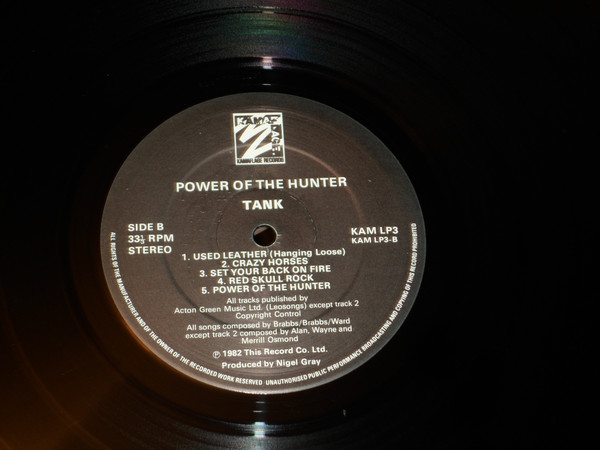 KAMAF
LAGE
KAMAFLAGE RECORDS
POWER OF THE HUNTER
TANK
SIDE B
33⅓ RPM
STEREO
KAM LP3
KAM LP3-B
1. USED LEATHER (Hanging Loose)
2. CRAZY HORSES
3. SET YOUR BACK ON FIRE
4. RED SKULL ROCK
5. POWER OF THE HUNTER
All tracks published by
Acton Green Music Ltd. (Leosongs) except track 2
Copyright Control
All songs composed by Brabbs/Brabbs/Ward
except track 2 composed by Alan, Wayne and
Merrill Osmond
℗ 1982 This Record Co. Ltd.
Produced by Nigel Gray
ALL RIGHTS OF THE MANUFACTURER AND OF THE OWNER OF THE RECORDED WORK RESERVED UNAUTHORISED PUBLIC PERFORMANCE BROADCASTING AND COPYING OF THIS RECORD PROHIBITED